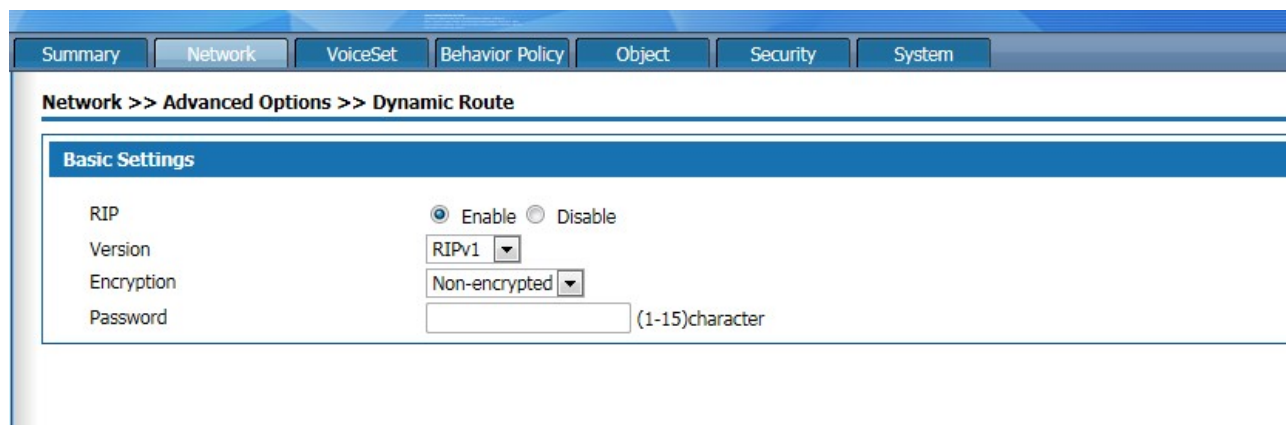 Summary Network VoiceSet Behavior Policy Object Security System
Network >> Advanced Options >> Dynamic Route
Basic Settings
RIP Enable Disable
Version RIPv1
Encryption Non-encrypted
Password (1-15)character